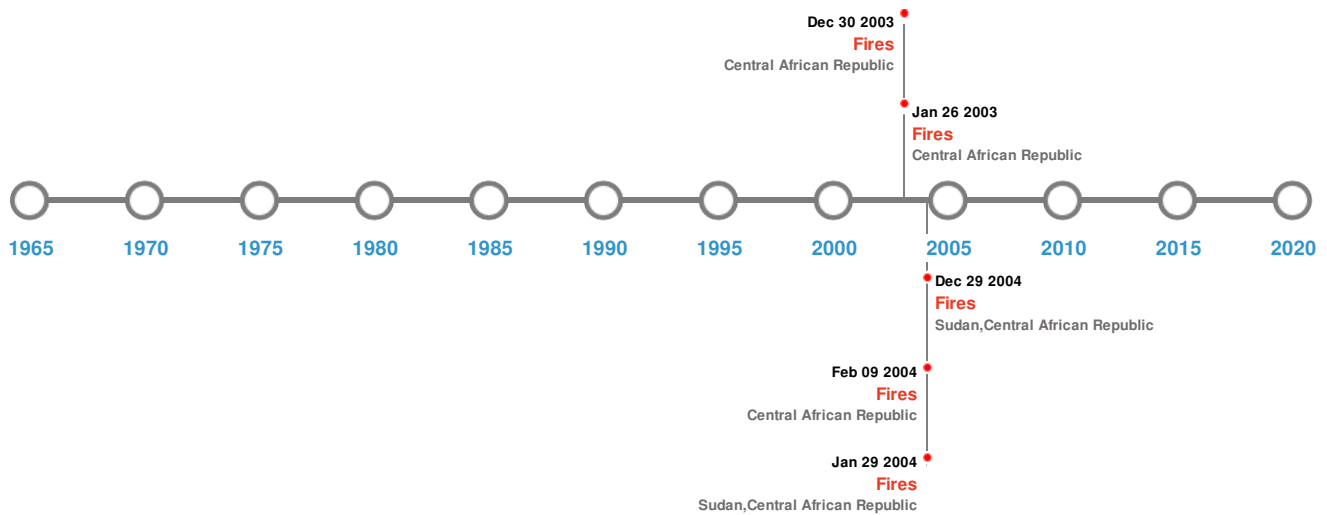 Dec 30 2003
Fires
Central African Republic
Jan 26 2003
Fires
Central African Republic
1965 1970 1975 1980 1985 1990 1995 2000 2005 2010 2015 2020
Dec 29 2004
Fires
Sudan,Central African Republic
Feb 09 2004
Fires
Central African Republic
Jan 29 2004
Fires
Sudan,Central African Republic